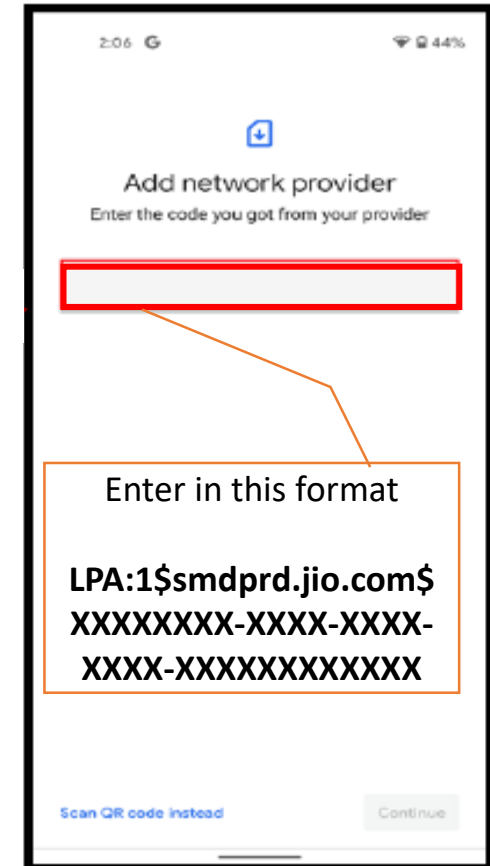 2:06 G 44%
Add network provider
Enter the code you got from your provider
Enter in this format
LPA:1$smdprd.jio.com$
XXXXXXXX-XXXX-XXXX-
XXXX-XXXXXXXXXXXX
Scan QR code instead Continue